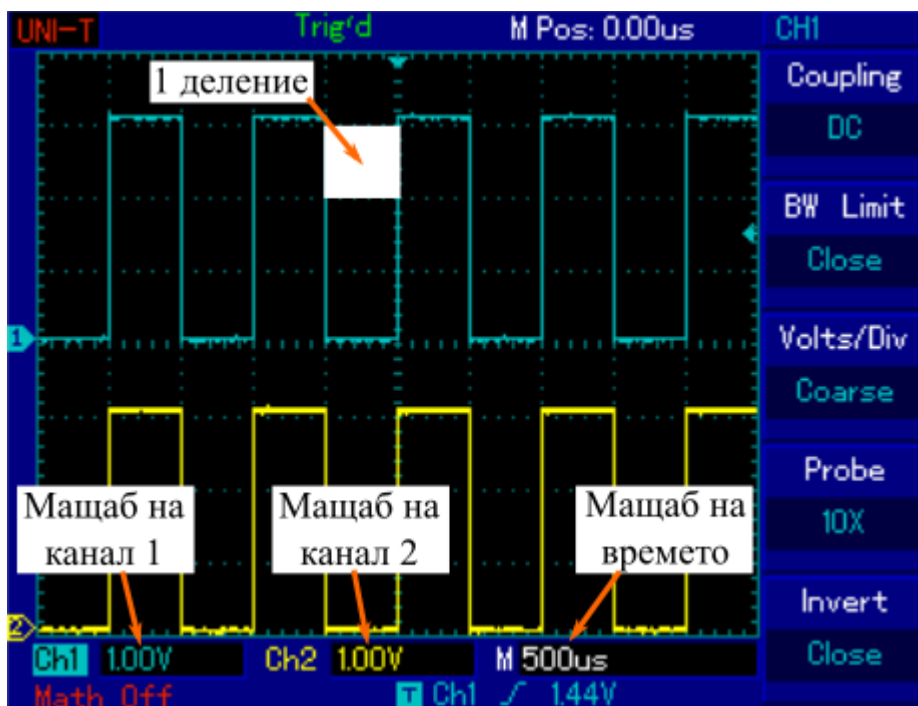 UNI-T Trig'd M Pos: 0.00us CH1
1 деление
Coupling
DC
BW Limit
Close
1
Volts/Div
Coarse
Probe
10X
Мащаб на
канал 1
Мащаб на
канал 2
Мащаб на
времето
Invert
Close
2
Ch1 1.00V Ch2 1.00V M 500us
Math Off T Ch1 1.44V